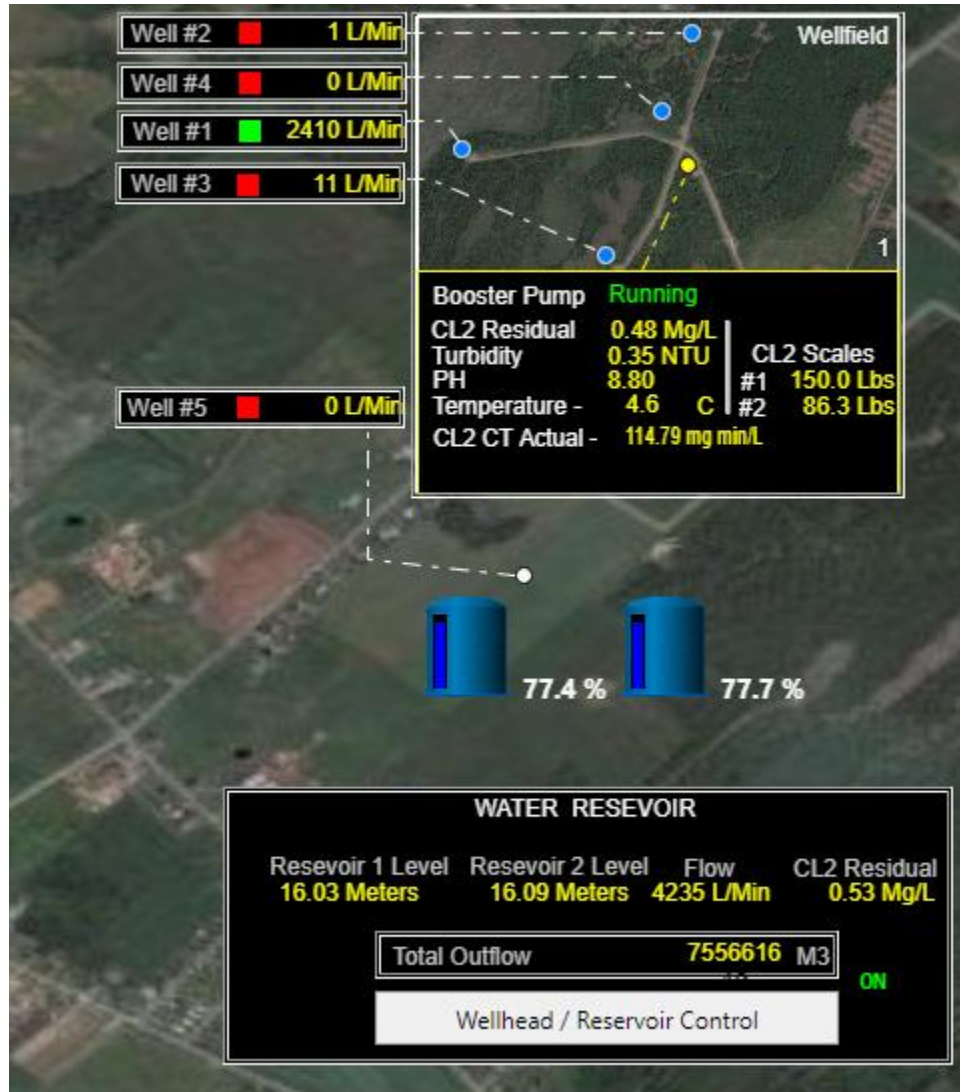 Well #2 1 L/Min
Well #4 0 L/Min
Well #1 2410 L/Min
Well #3 11 L/Min
Wellfield
1
Booster Pump Running
CL2 Residual 0.48 Mg/L
Turbidity 0.35 NTU
PH 8.80
Temperature - 4.6 C
CL2 CT Actual - 114.79 mg min/L
CL2 Scales
#1 150.0 Lbs
#2 86.3 Lbs
Well #5 0 L/Min
77.4 % 77.7 %
WATER RESEVOIR
Resevoir 1 Level Resevoir 2 Level Flow CL2 Residual
16.03 Meters 16.09 Meters 4235 L/Min 0.53 Mg/L
Total Outflow 7556616 M3
ON
Wellhead / Reservoir Control